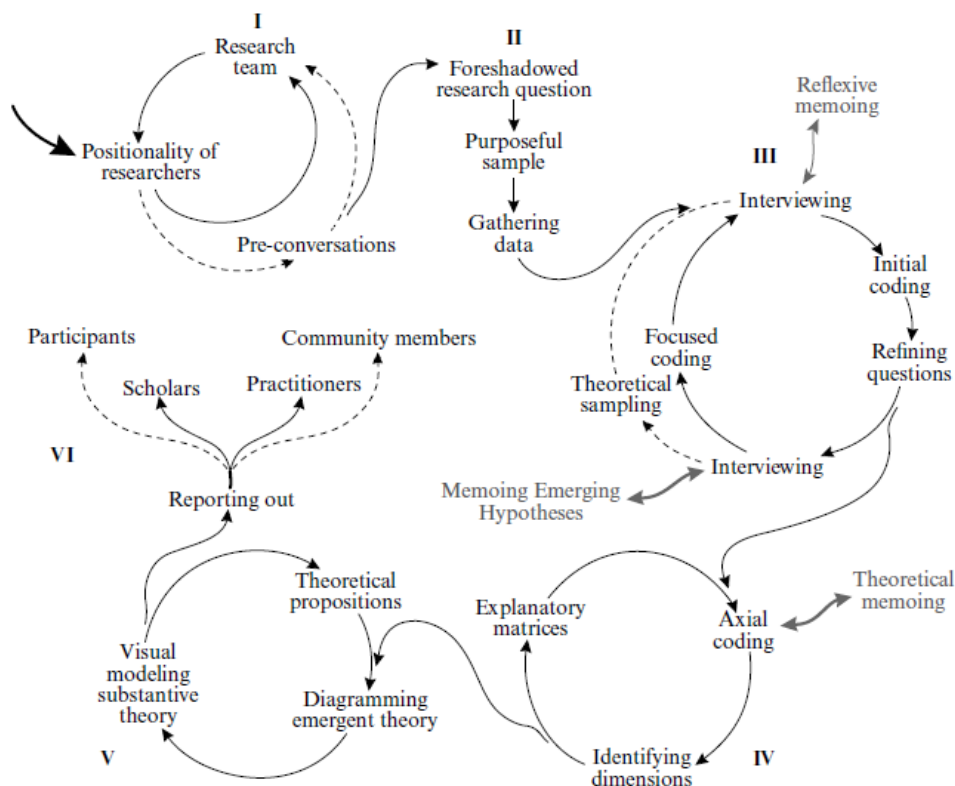 I
Research
team
Positionality of
researchers
Pre-conversations
II
Foreshadowed
research question
Purposeful
sample
Gathering
data
Reflexive
memoing
III
Interviewing
Initial
coding
Refining
questions
Focused
coding
Theoretical
sampling
Interviewing
Memoing Emerging
Hypotheses
Theoretical
memoing
Axial
coding
Explanatory
matrices
Identifying
dimensions
IV
Theoretical
propositions
Diagramming
emergent theory
Visual
modeling
substantive
theory
V
Participants
Community members
Scholars
Practitioners
VI
Reporting out